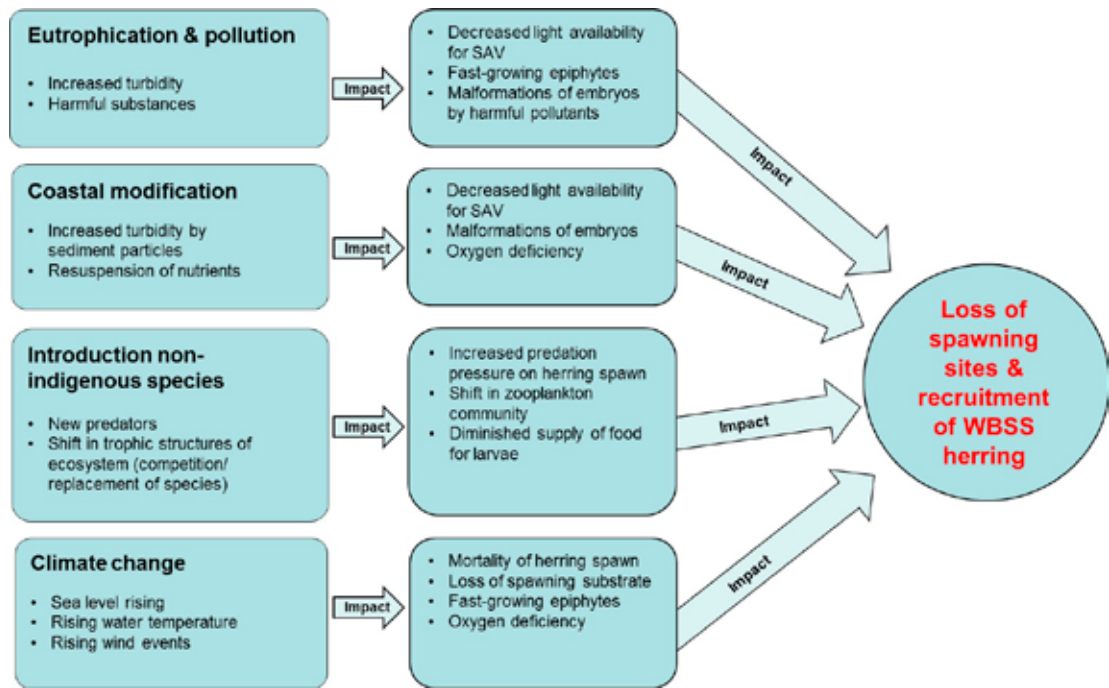 Eutrophication & pollution
• Increased turbidity
• Harmful substances
Impact
• Decreased light availability
for SAV
• Fast-growing epiphytes
• Malformations of embryos
by harmful pollutants
Impact
Coastal modification
• Increased turbidity by
sediment particles
• Resuspension of nutrients
Impact
• Decreased light availability
for SAV
• Malformations of embryos
• Oxygen deficiency
Impact
Introduction non-
indigenous species
• New predators
• Shift in trophic structures of
ecosystem (competition/
replacement of species)
Impact
• Increased predation
pressure on herring spawn
• Shift in zooplankton
community
• Diminished supply of food
for larvae
Impact
Climate change
• Sea level rising
• Rising water temperature
• Rising wind events
Impact
• Mortality of herring spawn
• Loss of spawning substrate
• Fast-growing epiphytes
• Oxygen deficiency
Impact
Loss of
spawning
sites &
recruitment
of WBSS
herring